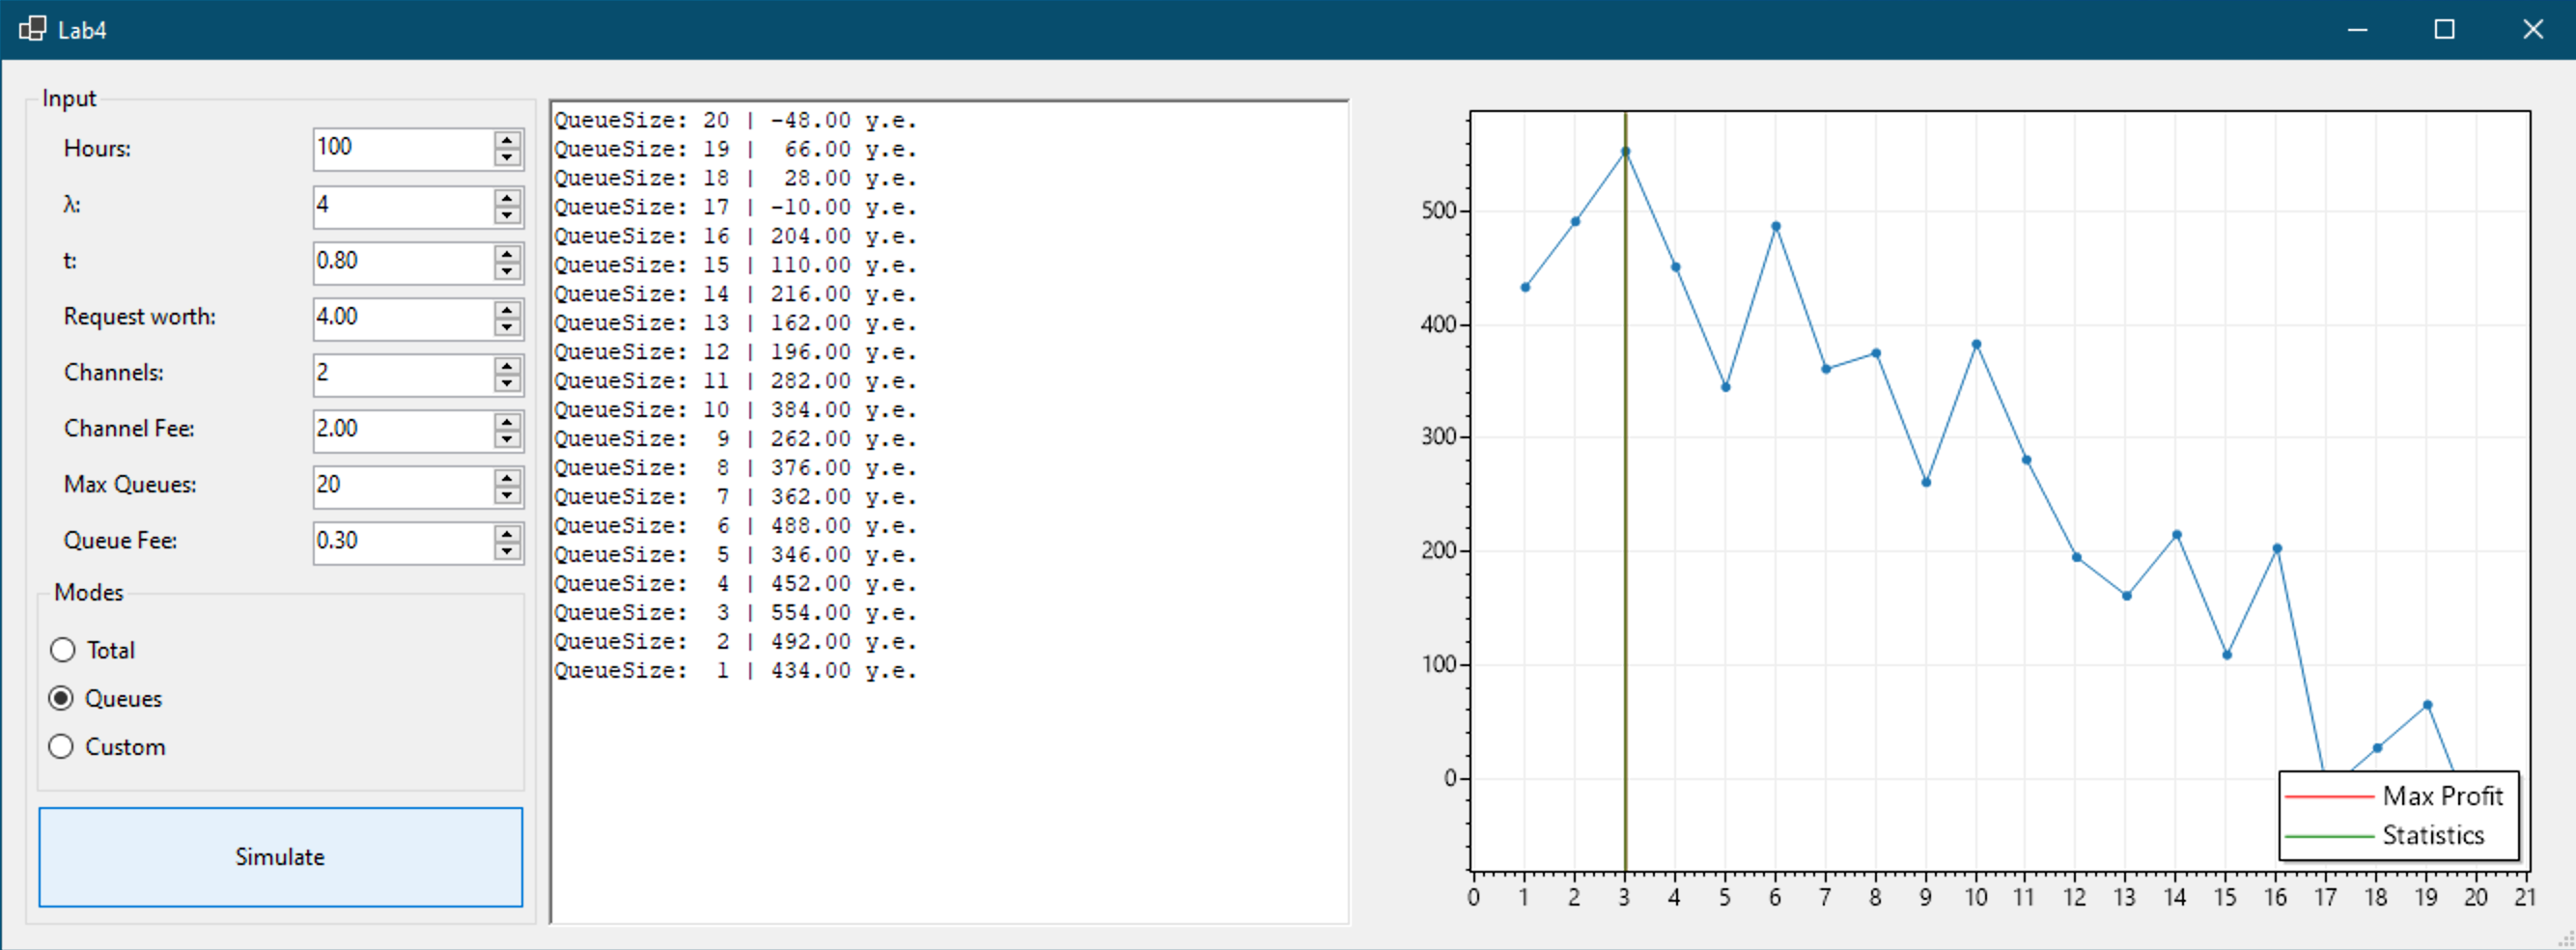 Lab4
Input
Hours: 100
λ: 4
t: 0.80
Request worth: 4.00
Channels: 2
Channel Fee: 2.00
Max Queues: 20
Queue Fee: 0.30
Modes
Total
Queues
Custom
Simulate
QueueSize: 20 | -48.00 y.e.
QueueSize: 19 |  66.00 y.e.
QueueSize: 18 |  28.00 y.e.
QueueSize: 17 | -10.00 y.e.
QueueSize: 16 | 204.00 y.e.
QueueSize: 15 | 110.00 y.e.
QueueSize: 14 | 216.00 y.e.
QueueSize: 13 | 162.00 y.e.
QueueSize: 12 | 196.00 y.e.
QueueSize: 11 | 282.00 y.e.
QueueSize: 10 | 384.00 y.e.
QueueSize:  9 | 262.00 y.e.
QueueSize:  8 | 376.00 y.e.
QueueSize:  7 | 362.00 y.e.
QueueSize:  6 | 488.00 y.e.
QueueSize:  5 | 346.00 y.e.
QueueSize:  4 | 452.00 y.e.
QueueSize:  3 | 554.00 y.e.
QueueSize:  2 | 492.00 y.e.
QueueSize:  1 | 434.00 y.e.
500
400
300
200
100
0
Max Profit
Statistics
0 1 2 3 4 5 6 7 8 9 10 11 12 13 14 15 16 17 18 19 20 21